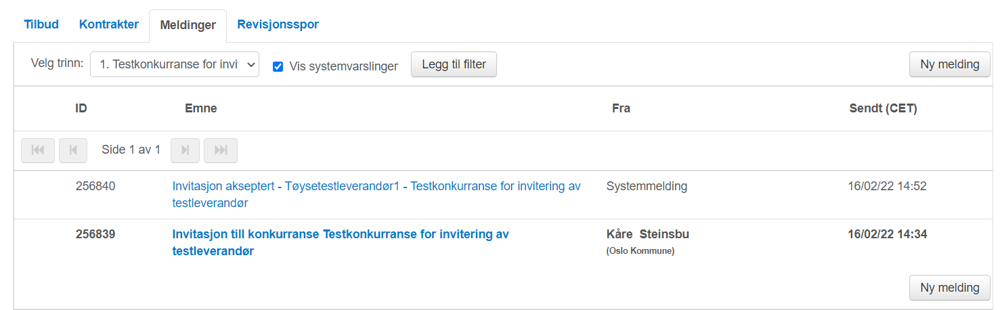 Tilbud Kontrakter Meldinger Revisjonsspor
Velg trinn: 1. Testkonkurranse for invi Vis systemvarslinger Legg til filter Ny melding
ID Emne Fra Sendt (CET)
Side 1 av 1
256840 Invitasjon akseptert - Tøysetestleverandør1 - Testkonkurranse for invitering av Systemmelding 16/02/22 14:52
testleverandør
256839 Invitasjon till konkurranse Testkonkurranse for invitering av Kåre Steinsbu 16/02/22 14:34
testleverandør (Oslo Kommune)
Ny melding